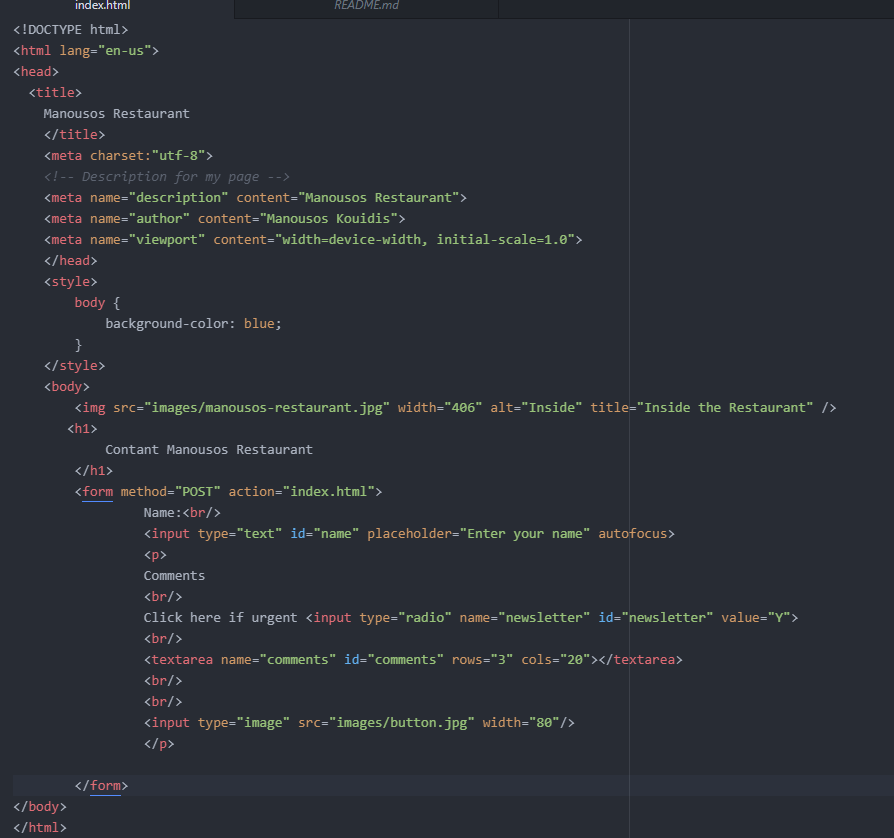 index.html README.md
<!DOCTYPE html>
<html lang="en-us">
<head>
<title>
Manousos Restaurant
</title>
<meta charset:"utf-8">
<!-- Description for my page -->
<meta name="description" content="Manousos Restaurant">
<meta name="author" content="Manousos Kouidis">
<meta name="viewport" content="width=device-width, initial-scale=1.0">
</head>
<style>
body {
background-color: blue;
}
</style>
<body>
<img src="images/manousos-restaurant.jpg" width="406" alt="Inside" title="Inside the Restaurant" />
<h1>
Contant Manousos Restaurant
</h1>
<form method="POST" action="index.html">
Name:<br/>
<input type="text" id="name" placeholder="Enter your name" autofocus>
<p>
Comments
<br/>
Click here if urgent <input type="radio" name="newsletter" id="newsletter" value="Y">
<br/>
<textarea name="comments" id="comments" rows="3" cols="20"></textarea>
<br/>
<br/>
<input type="image" src="images/button.jpg" width="80"/>
</p>
</form>
</body>
</html>